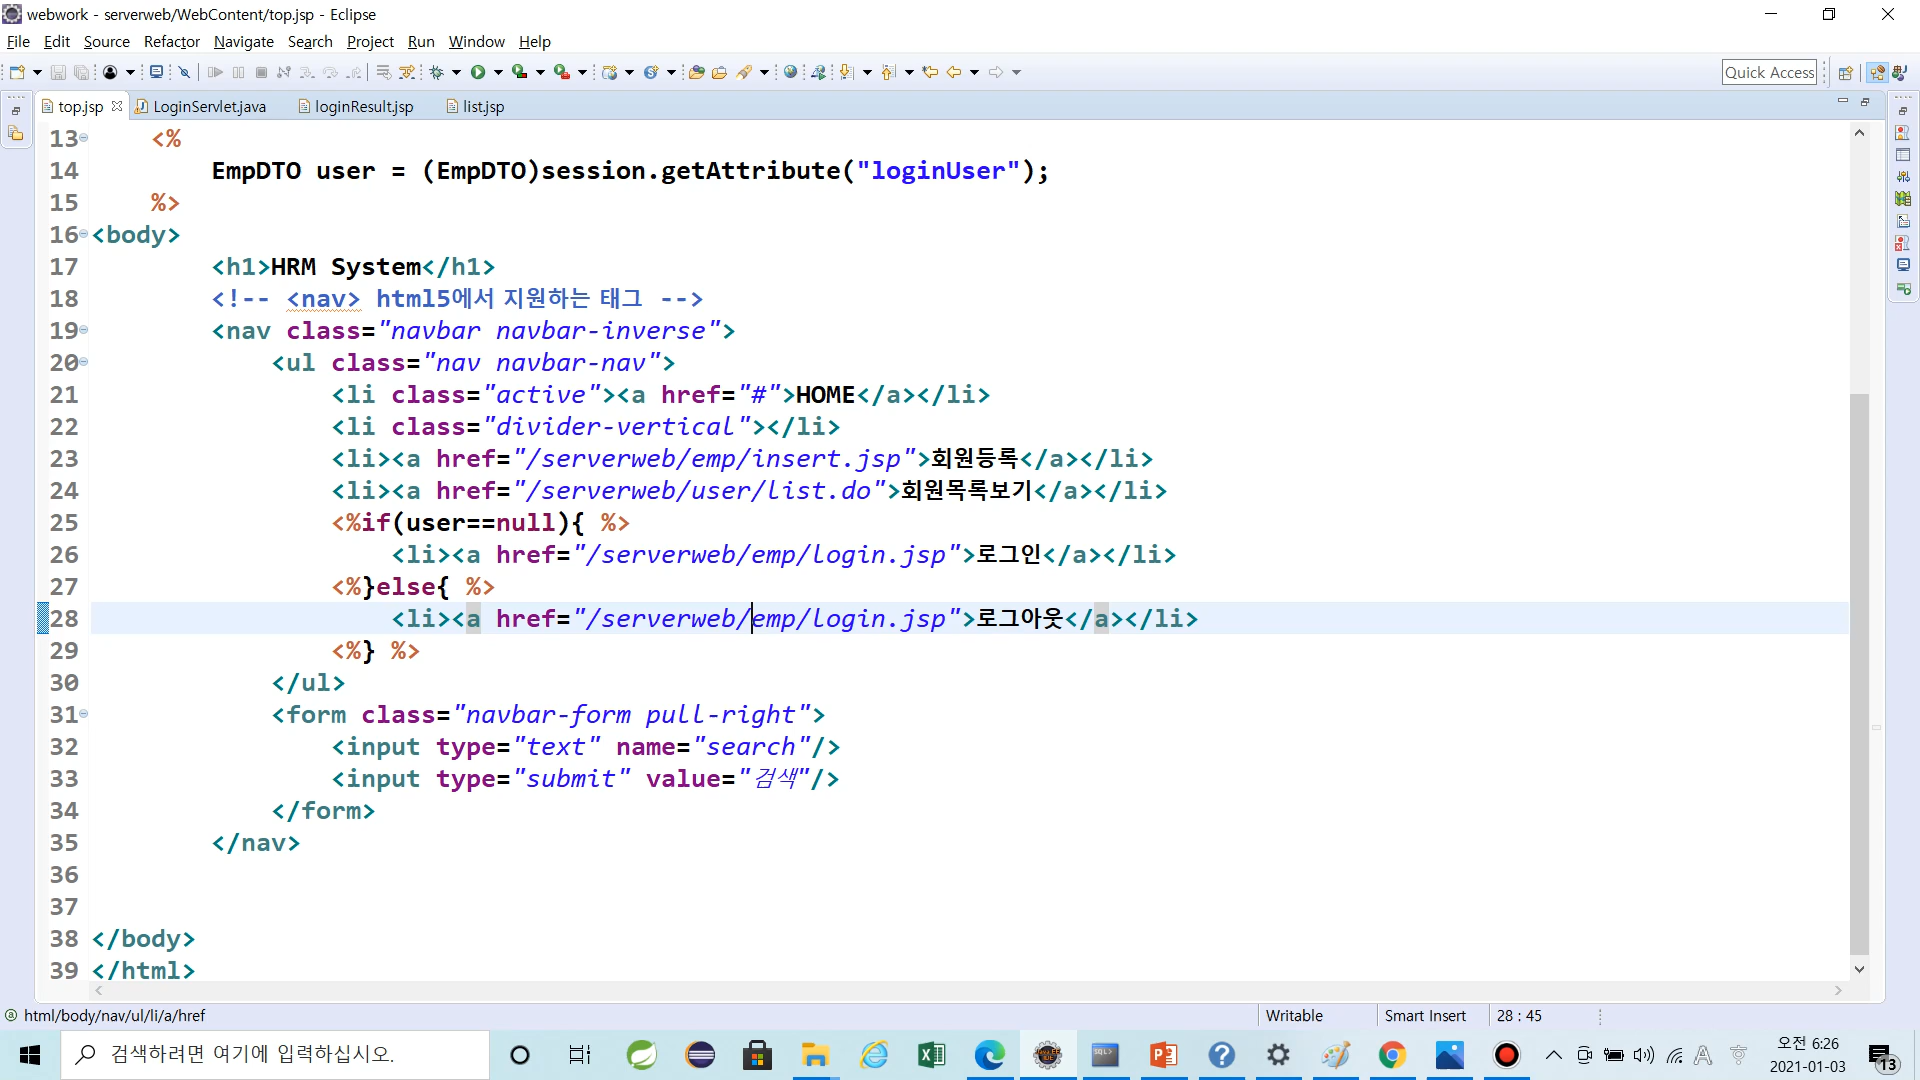 webwork - serverweb/WebContent/top.jsp - Eclipse
File Edit Source Refactor Navigate Search Project Run Window Help
Quick Access
top.jsp LoginServlet.java loginResult.jsp list.jsp
13 <%
14 EmpDTO user = (EmpDTO)session.getAttribute("loginUser");
15 %>
16 <body>
17 <h1>HRM System</h1>
18 <!-- <nav> html5에서 지원하는 태그 -->
19 <nav class="navbar navbar-inverse">
20 <ul class="nav navbar-nav">
21 <li class="active"><a href="#">HOME</a></li>
22 <li class="divider-vertical"></li>
23 <li><a href="/serverweb/emp/insert.jsp">회원등록</a></li>
24 <li><a href="/serverweb/user/list.do">회원목록보기</a></li>
25 <%if(user==null){ %>
26 <li><a href="/serverweb/emp/login.jsp">로그인</a></li>
27 <%}else{ %>
28 <li><a href="/serverweb/emp/login.jsp">로그아웃</a></li>
29 <%} %>
30 </ul>
31 <form class="navbar-form pull-right">
32 <input type="text" name="search"/>
33 <input type="submit" value="검색"/>
34 </form>
35 </nav>
36
37
38 </body>
39 </html>
html/body/nav/ul/li/a/href Writable Smart Insert 28 : 45
검색하려면 여기에 입력하십시오.
오전 6:26
2021-01-03
13